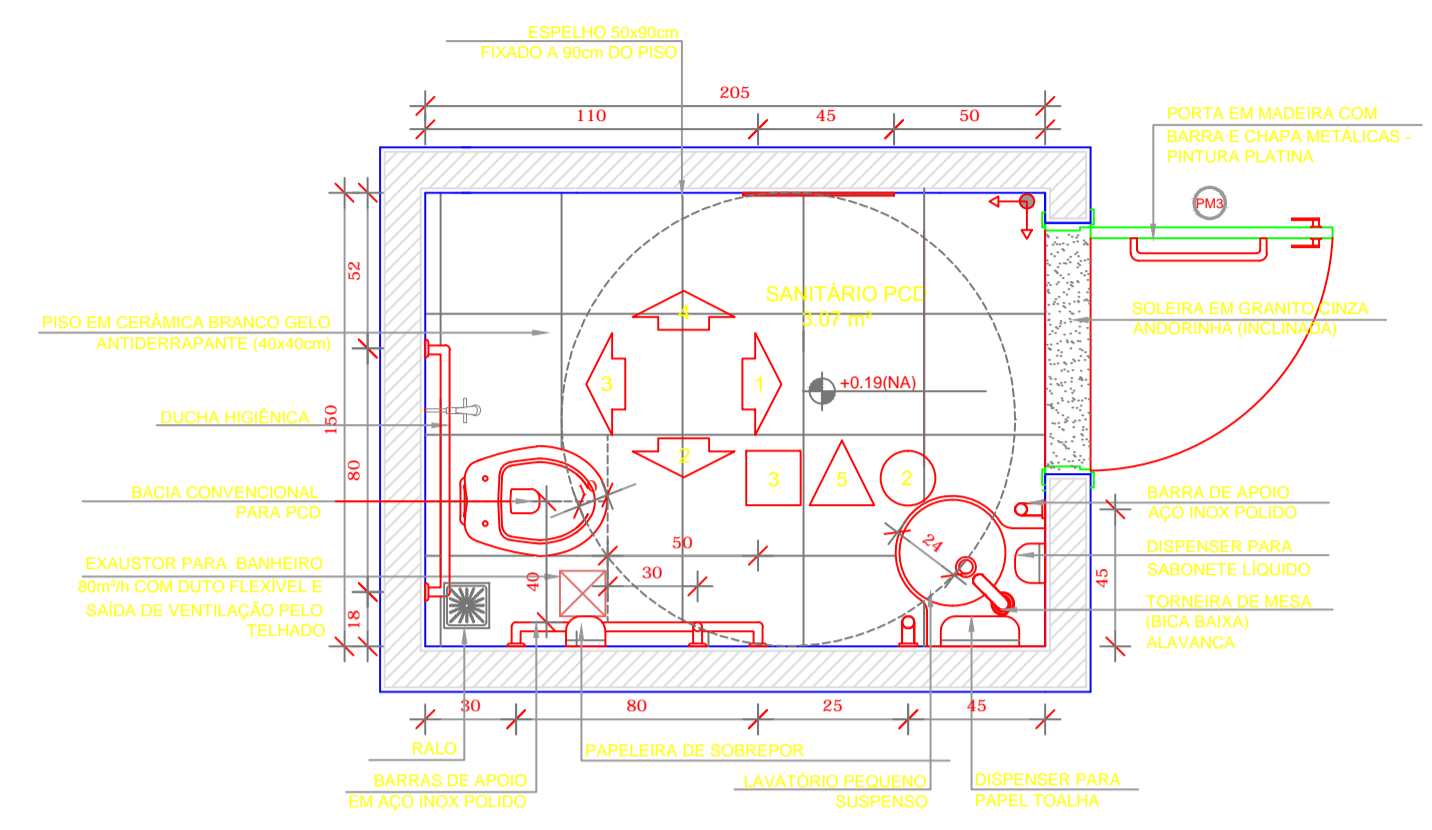 ESPELHO 50x90cm
FIXADO A 90cm DO PISO
205
110
45
50
PORTA EM MADEIRA COM
BARRA E CHAPA METÁLICAS -
PINTURA PLATINA
PM3
52
150
80
18
SANITÁRIO PCD
3.07 m²
+0.19(NA)
4
3
1
2
3
5
2
PISO EM CERÂMICA BRANCO GELO
ANTIDERRAPANTE (40x40cm)
SOLEIRA EM GRANITO CINZA
ANDORINHA (INCLINADA)
DUCHA HIGIÊNICA
BACIA CONVENCIONAL
PARA PCD
BARRA DE APOIO
AÇO INOX POLIDO
EXAUSTOR PARA BANHEIRO
80m³/h COM DUTO FLEXÍVEL E
SAÍDA DE VENTILAÇÃO PELO
TELHADO
DISPENSER PARA
SABONETE LÍQUIDO
TORNEIRA DE MESA
(BICA BAIXA)
ALAVANCA
50
30
40
24
45
30
80
25
45
RALO
BARRAS DE APOIO
EM AÇO INOX POLIDO
PAPELEIRA DE SOBREPOR
LAVATÓRIO PEQUENO
SUSPENSO
DISPENSER PARA
PAPEL TOALHA